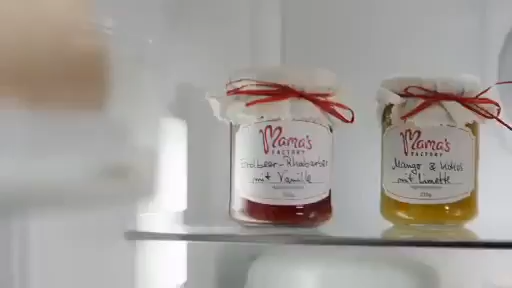 Mama's
FACTORY
Erdbeer-Rhabarber
mit Vanille
Mama's
FACTORY
Mango & Kokos
mit Limette